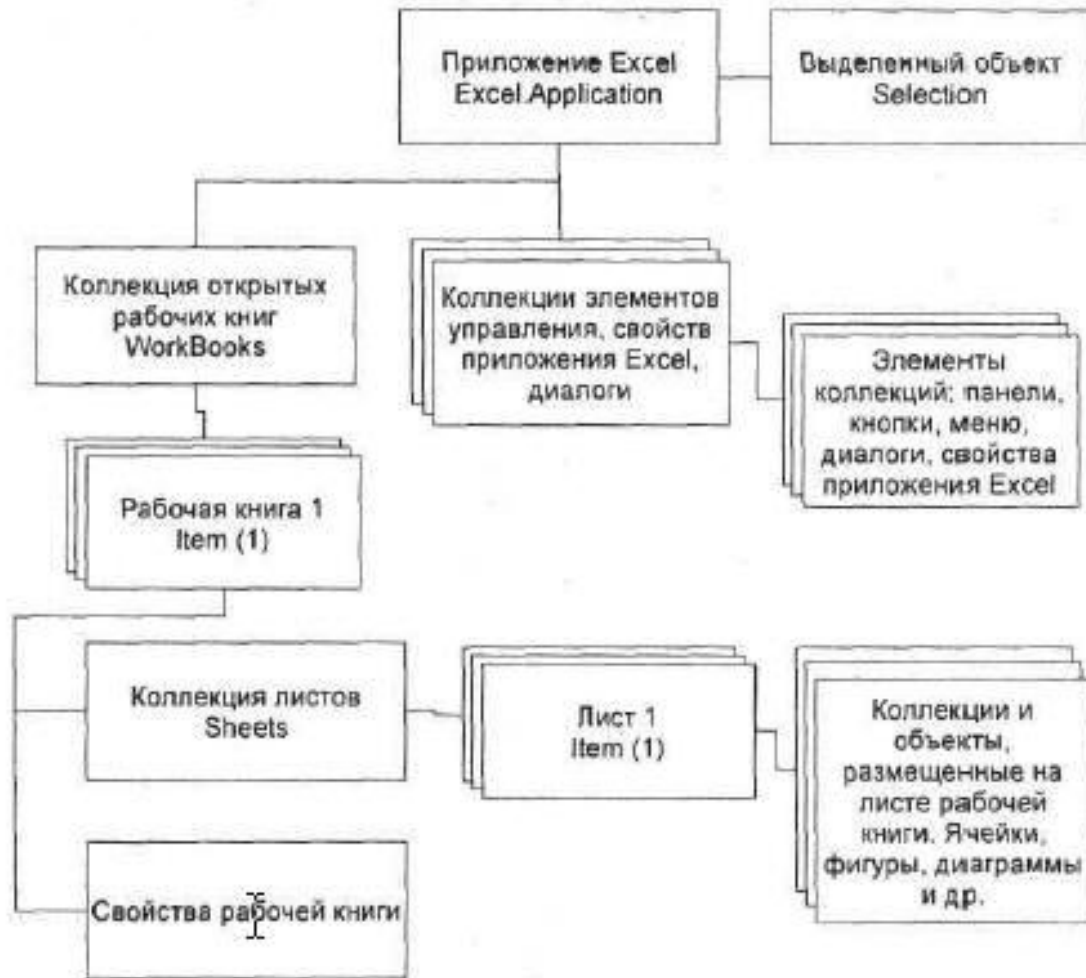 Приложение Excel
Excel.Application
Выделенный объект
Selection
Коллекция открытых
рабочих книг
WorkBooks
Коллекции элементов
управления, свойств
приложения Excel,
диалоги
Элементы
коллекций: панели,
кнопки, меню,
диалоги, свойства
приложения Excel
Рабочая книга 1
Item (1)
Коллекция листов
Sheets
Лист 1
Item (1)
Коллекции и
объекты,
размещенные на
листе рабочей
книги. Ячейки,
фигуры, диаграммы
и др.
Свойства рабочей книги